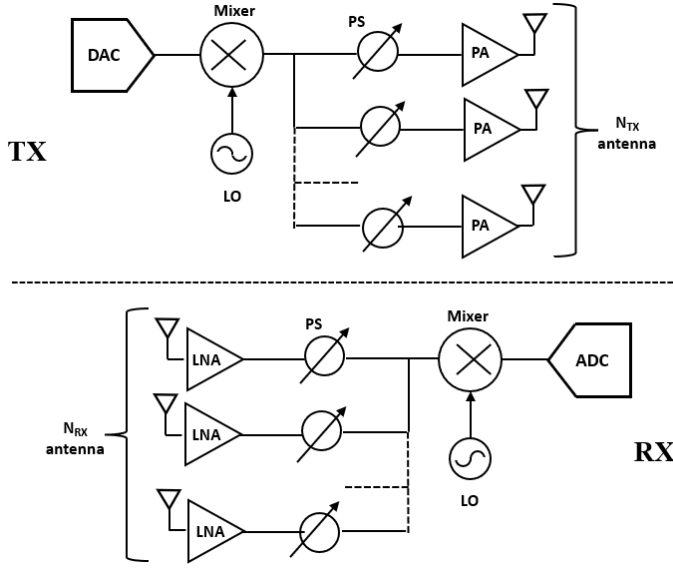 Mixer
PS
DAC
PA
PA
N_TX
antenna
TX
LO
PA
Mixer
PS
LNA
ADC
LNA
N_RX
antenna
RX
LO
LNA